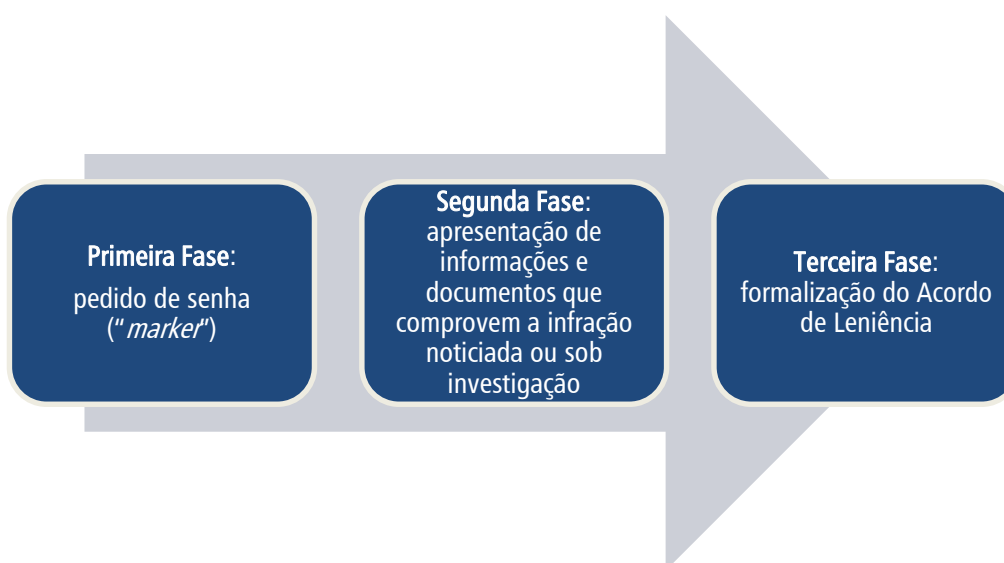 Primeira Fase:
pedido de senha
("marker")
Segunda Fase:
apresentação de
informações e
documentos que
comprovem a infração
noticiada ou sob
investigação
Terceira Fase:
formalização do Acordo
de Leniência